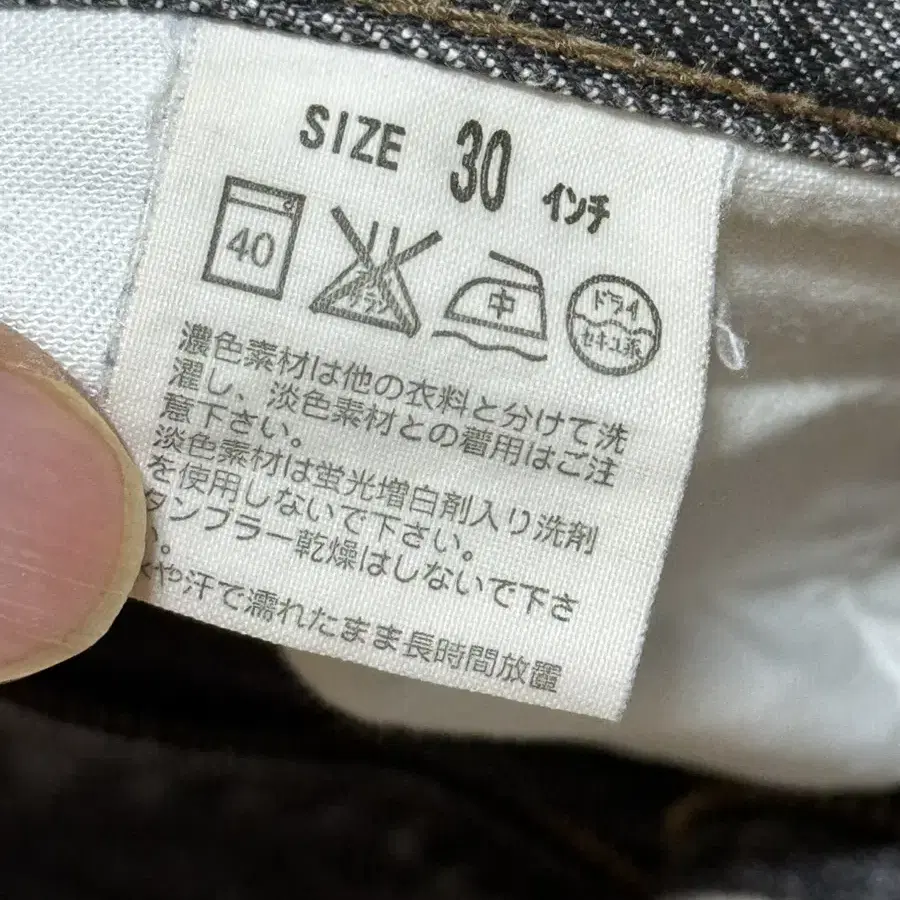 SIZE 30 インチ
40 エンソサラシ 中 ドライ セキユ系
濃色素材は他の衣料と分けて洗
濯し、淡色素材との着用はご注
意下さい。
淡色素材は蛍光増白剤入り洗剤
を使用しないで下さい。
タンブラー乾燥はしないで下さ
い。
や汗で濡れたまま長時間放置